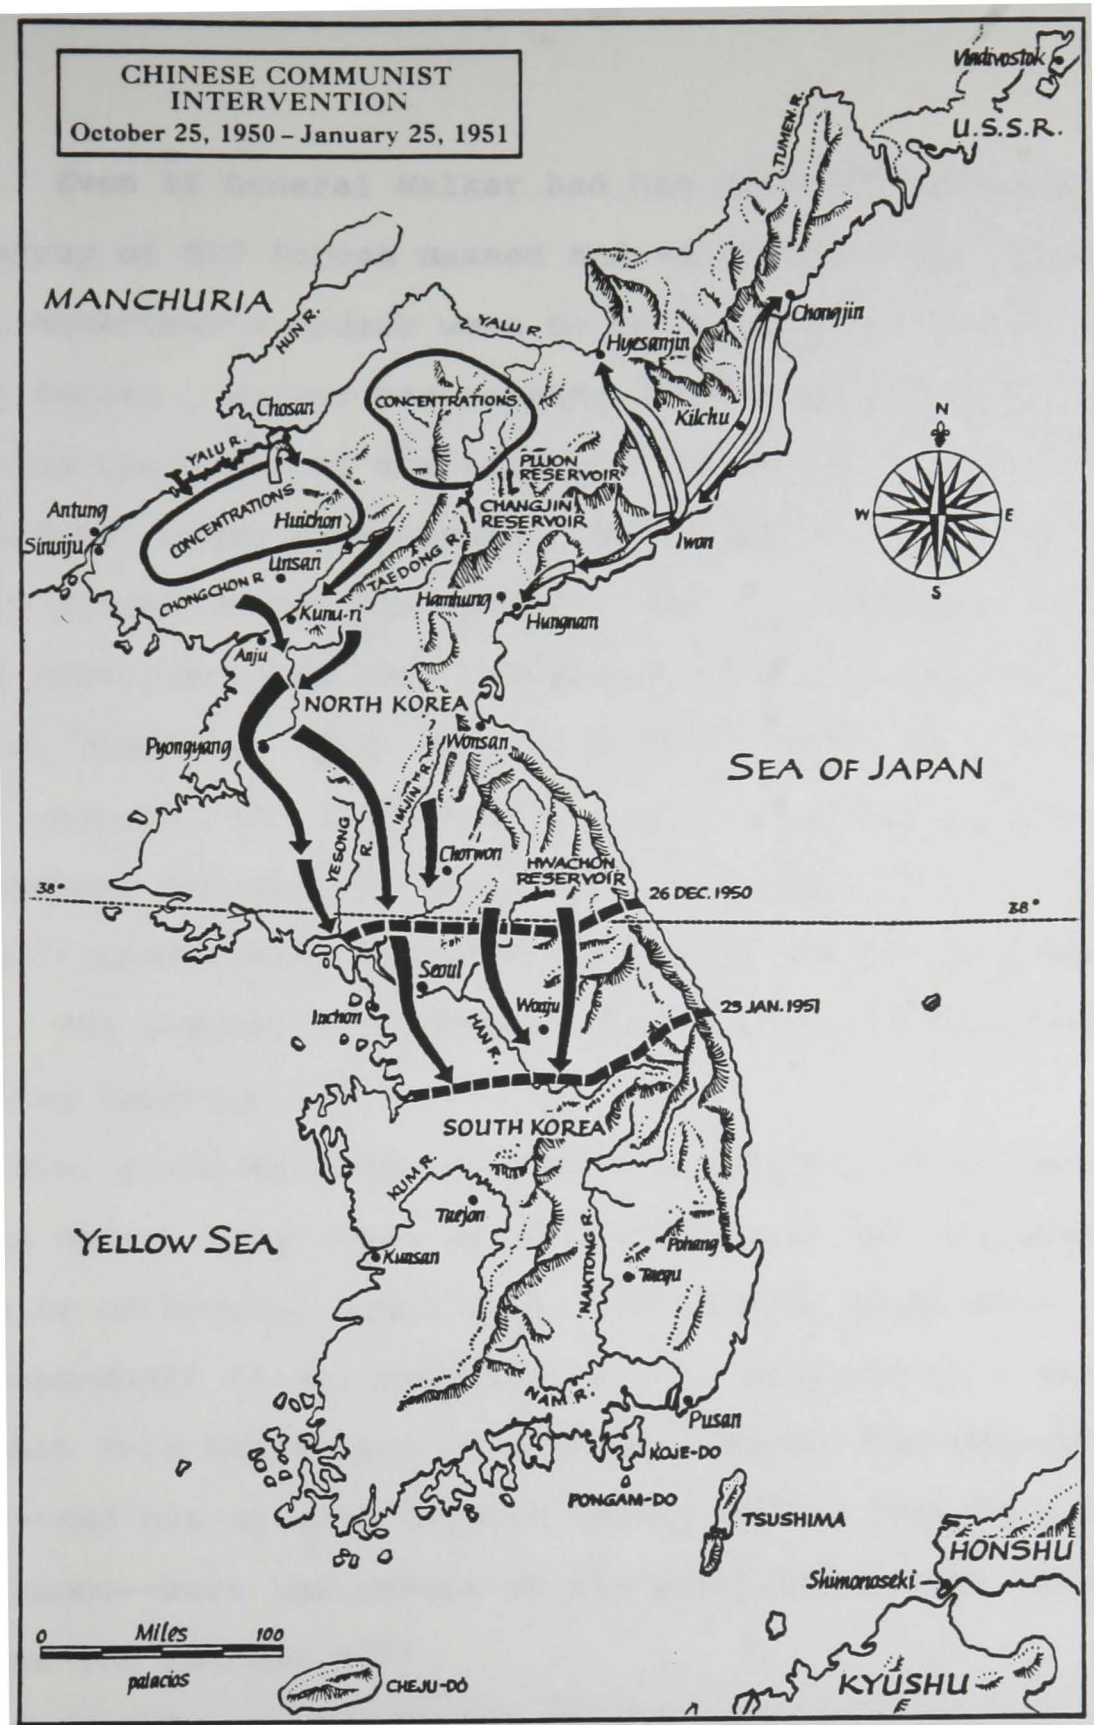 CHINESE COMMUNIST
INTERVENTION
October 25, 1950 – January 25, 1951
Vladivostok
U.S.S.R.
TUMEN R.
MANCHURIA
HUN R.
YALU R.
Chongjin
Hyesanjin
Kilchu
Chosan
CONCENTRATIONS
YALU R.
PUJON
RESERVOIR
CHANGJIN
RESERVOIR
CONCENTRATIONS
Huichon
Antung
Sinuiju
Unsan
Iwon
N
W
E
S
CHONGCHON R
TAEDONG R.
Kunu-ri
Hamhung
Hungnam
Anju
NORTH KOREA
Wonsan
Pyongyang
SEA OF JAPAN
IMJIN R.
YESONG
R.
Chorwon
HWACHON
RESERVOIR
38°
26 DEC. 1950
38°
Seoul
Inchon
HAN R.
Wonju
23 JAN. 1951
SOUTH KOREA
KUM R.
Taejon
YELLOW SEA
Kunsan
NAKTONG R.
Pohang
Taegu
NAM R.
Pusan
KOJE-DO
PONGAM-DO
TSUSHIMA
HONSHU
Shimonoseki
KYUSHU
0 Miles 100
palacios
CHEJU-DO